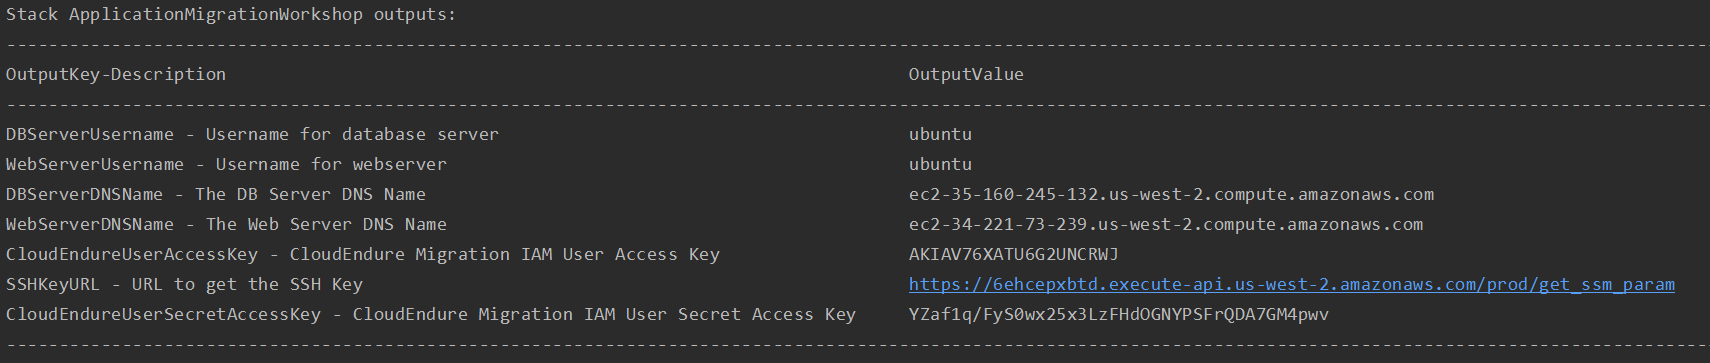 Stack ApplicationMigrationWorkshop outputs:
OutputKey-Description OutputValue
DBServerUsername - Username for database server ubuntu
WebServerUsername - Username for webserver ubuntu
DBServerDNSName - The DB Server DNS Name ec2-35-160-245-132.us-west-2.compute.amazonaws.com
WebServerDNSName - The Web Server DNS Name ec2-34-221-73-239.us-west-2.compute.amazonaws.com
CloudEndureUserAccessKey - CloudEndure Migration IAM User Access Key AKIAV76XATU6G2UNCRWJ
SSHKeyURL - URL to get the SSH Key https://6ehcepxbtd.execute-api.us-west-2.amazonaws.com/prod/get_ssm_param
CloudEndureUserSecretAccessKey - CloudEndure Migration IAM User Secret Access Key YZaf1q/FyS0wx25x3LzFHdOGNYPSFrQDA7GM4pwv